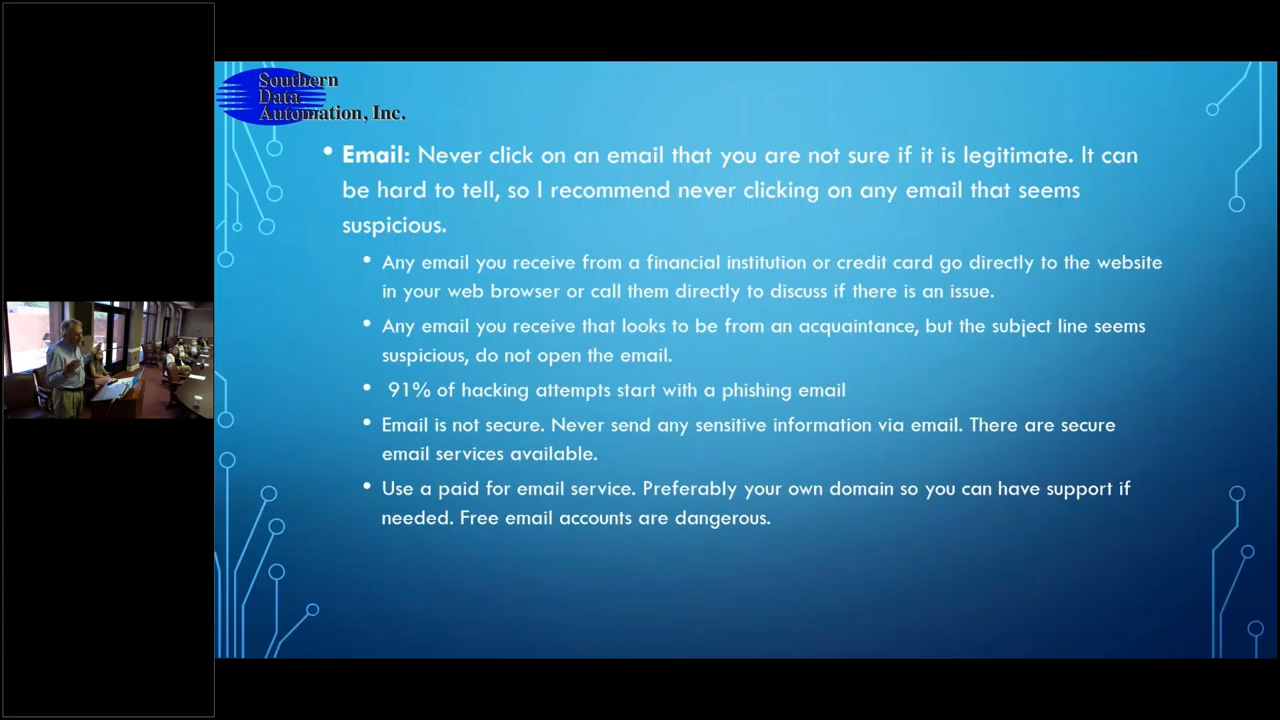 Southern
Data
Automation, Inc.
• Email: Never click on an email that you are not sure if it is legitimate. It can
be hard to tell, so I recommend never clicking on any email that seems
suspicious.
• Any email you receive from a financial institution or credit card go directly to the website
in your web browser or call them directly to discuss if there is an issue.
• Any email you receive that looks to be from an acquaintance, but the subject line seems
suspicious, do not open the email.
• 91% of hacking attempts start with a phishing email
• Email is not secure. Never send any sensitive information via email. There are secure
email services available.
• Use a paid for email service. Preferably your own domain so you can have support if
needed. Free email accounts are dangerous.